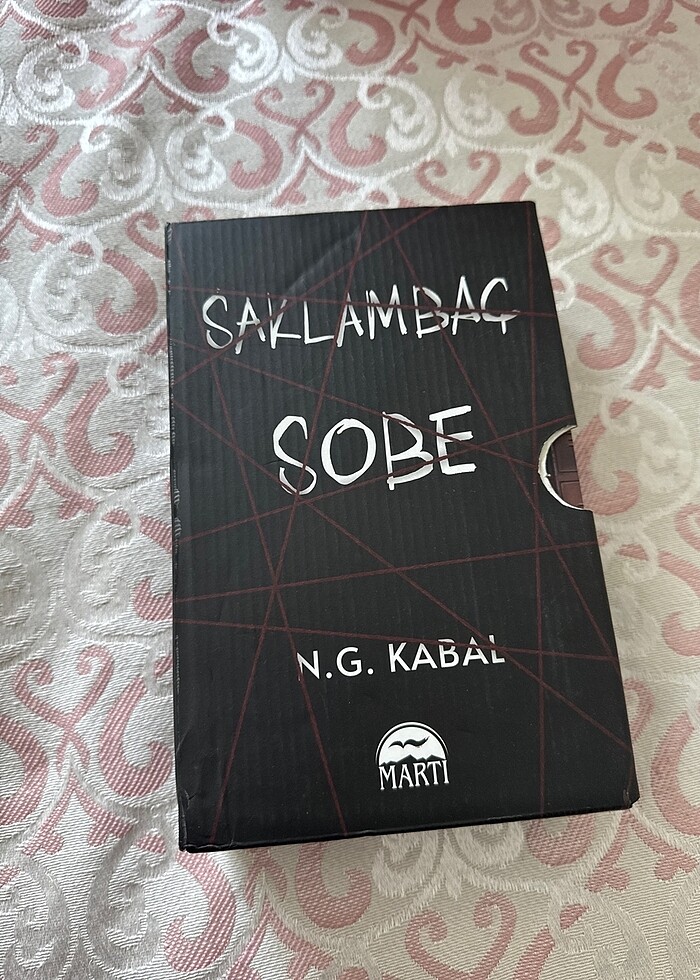 SAKLAMBAÇ
SOBE
N.G. KABAL
MARTI